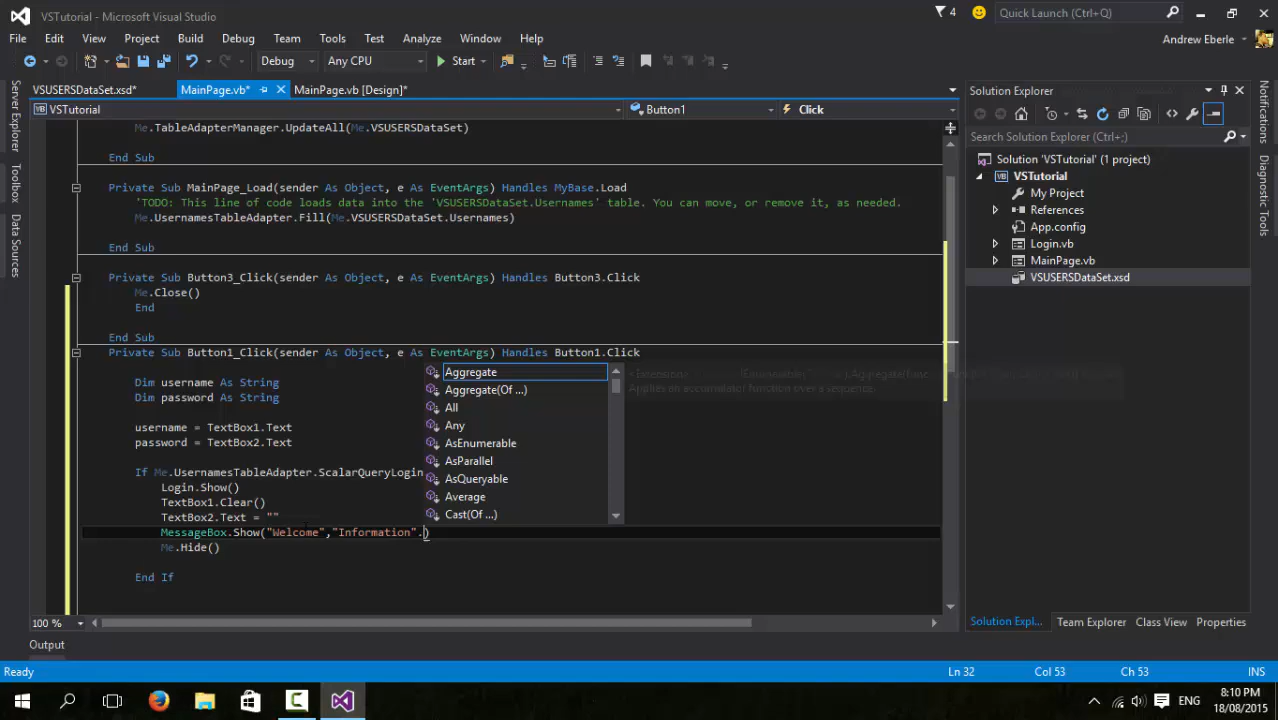 VSTutorial - Microsoft Visual Studio
4
Quick Launch (Ctrl+Q)
File Edit View Project Build Debug Team Tools Test Analyze Window Help
Andrew Eberle
Debug Any CPU Start
VSUSERSDataSet.xsd* MainPage.vb* MainPage.vb [Design]*
VSTutorial Button1 Click
Server Explorer
Toolbox
Data Sources
Me.TableAdapterManager.UpdateAll(Me.VSUSERSDataSet)
End Sub
Private Sub MainPage_Load(sender As Object, e As EventArgs) Handles MyBase.Load
'TODO: This line of code loads data into the 'VSUSERSDataSet.Usernames' table. You can move, or remove it, as needed.
Me.UsernamesTableAdapter.Fill(Me.VSUSERSDataSet.Usernames)
End Sub
Private Sub Button3_Click(sender As Object, e As EventArgs) Handles Button3.Click
Me.Close()
End
End Sub
Private Sub Button1_Click(sender As Object, e As EventArgs) Handles Button1.Click
Dim username As String
Dim password As String
username = TextBox1.Text
password = TextBox2.Text
If Me.UsernamesTableAdapter.ScalarQueryLogin
Login.Show()
TextBox1.Clear()
TextBox2.Text = ""
MessageBox.Show("Welcome","Information".)
Me.Hide()
End If
Aggregate
Aggregate(Of ...)
All
Any
AsEnumerable
AsParallel
AsQueryable
Average
Cast(Of ...)
Applies an accumulator function over a sequence.
100 %
Output
Solution Explorer
Search Solution Explorer (Ctrl+;)
Solution 'VSTutorial' (1 project)
VSTutorial
My Project
References
App.config
Login.vb
MainPage.vb
VSUSERSDataSet.xsd
Solution Expl... Team Explorer Class View Properties
Notifications
Diagnostic Tools
Ready Ln 32 Col 53 Ch 53 INS
ENG
8:10 PM
18/08/2015